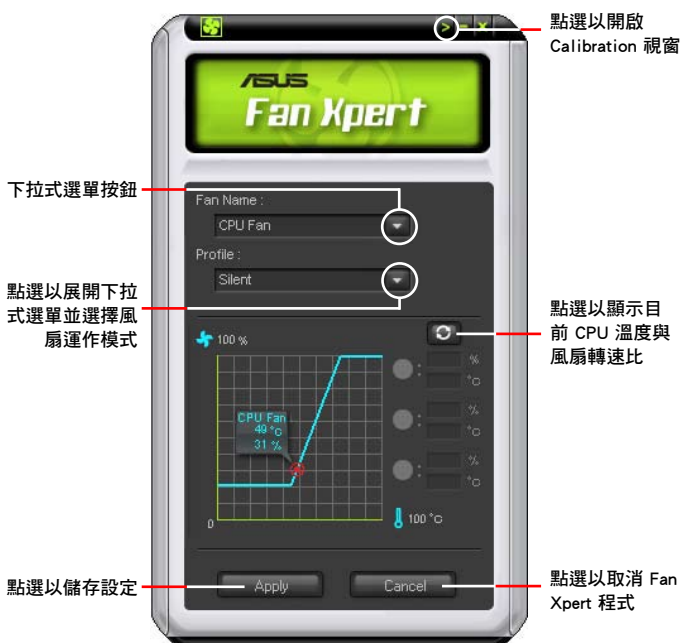 點選以開啟
Calibration 視窗
ASUS
Fan Xpert
下拉式選單按鈕
Fan Name :
CPU Fan
Profile :
Silent
點選以展開下拉
式選單並選擇風
扇運作模式
點選以顯示目
前 CPU 溫度與
風扇轉速比
100 %
%
°C
CPU Fan
49 °C
31 %
%
°C
%
°C
0
100 °C
點選以儲存設定
Apply
Cancel
點選以取消 Fan
Xpert 程式